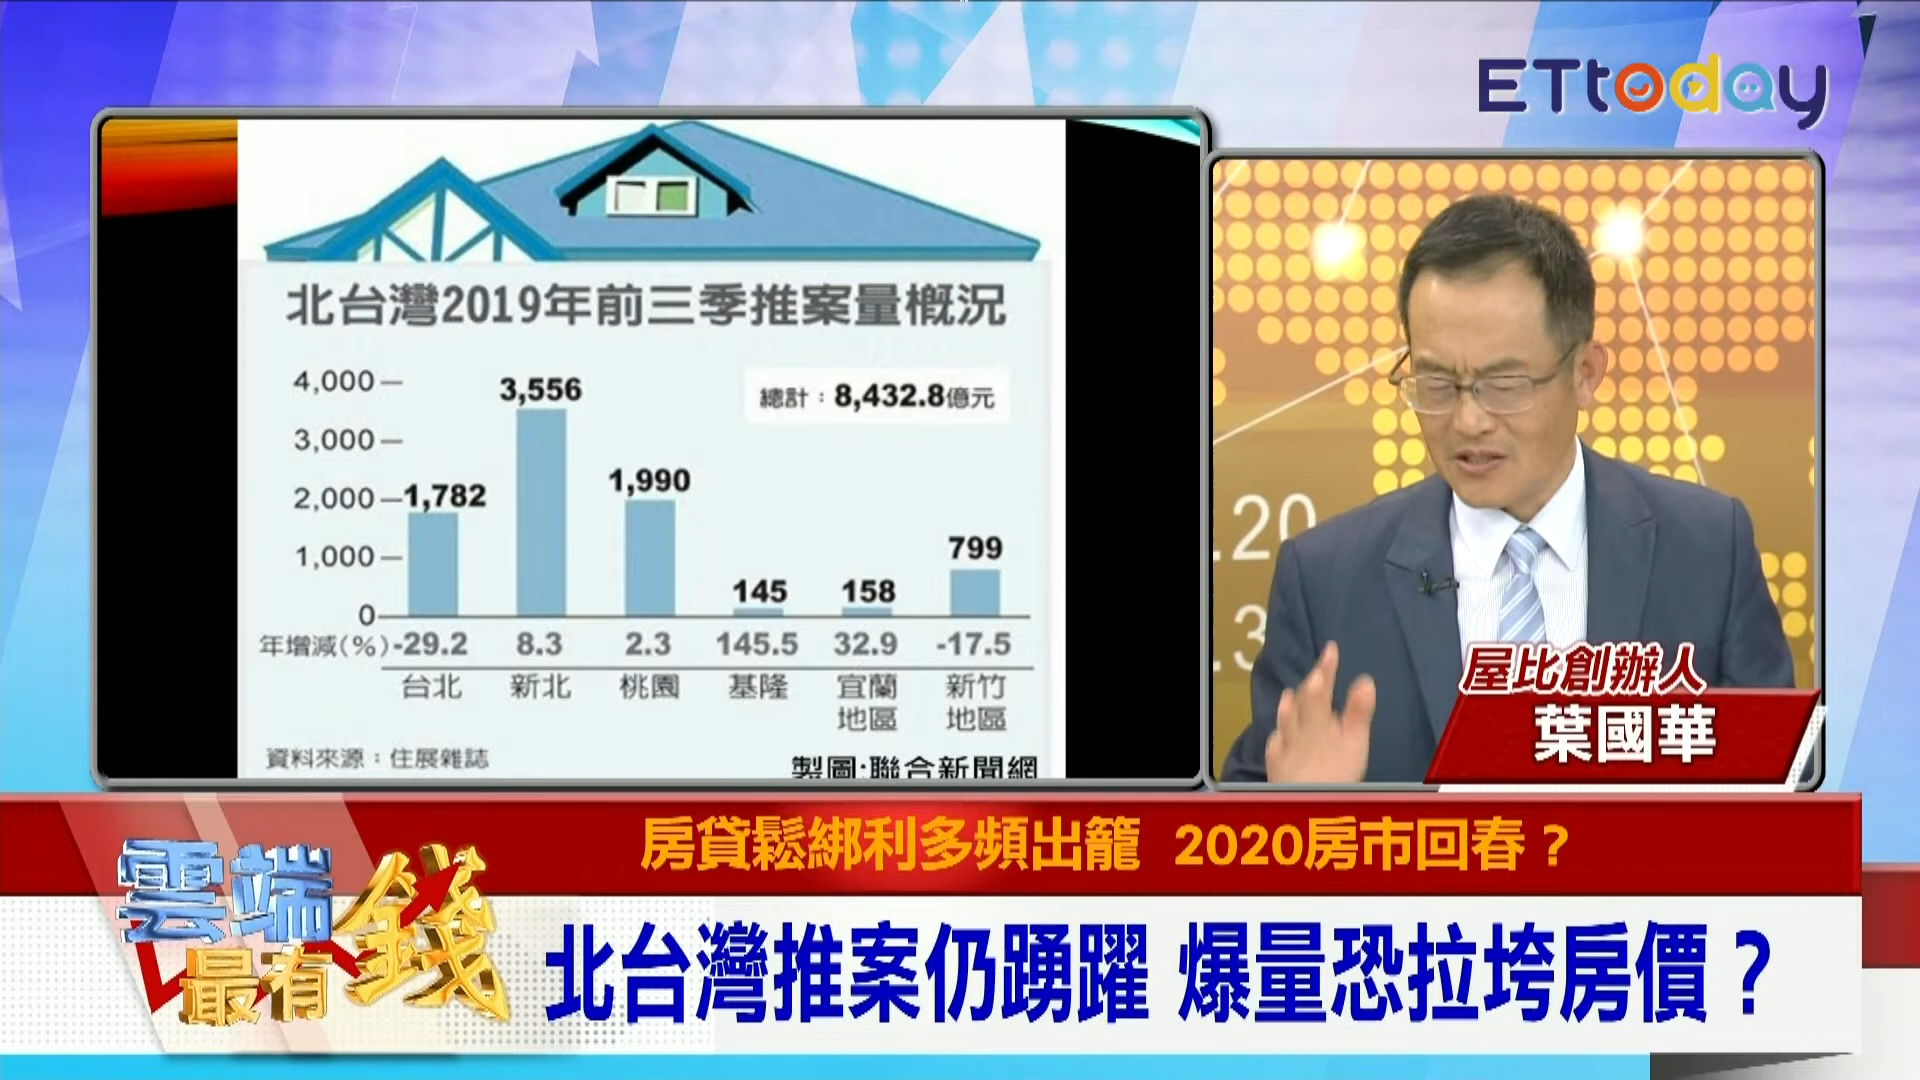 ETtoday
北台灣2019年前三季推案量概況
總計：8,432.8億元
4,000
3,000
2,000
1,000
0
1,782
3,556
1,990
145
158
799
年增減(%) -29.2 8.3 2.3 145.5 32.9 -17.5
台北 新北 桃園 基隆 宜蘭地區 新竹地區
資料來源：住展雜誌
製圖:聯合新聞網
.20
.13
屋比創辦人
葉國華
房貸鬆綁利多頻出籠 2020房市回春？
雲端最有錢
北台灣推案仍踴躍 爆量恐拉垮房價？